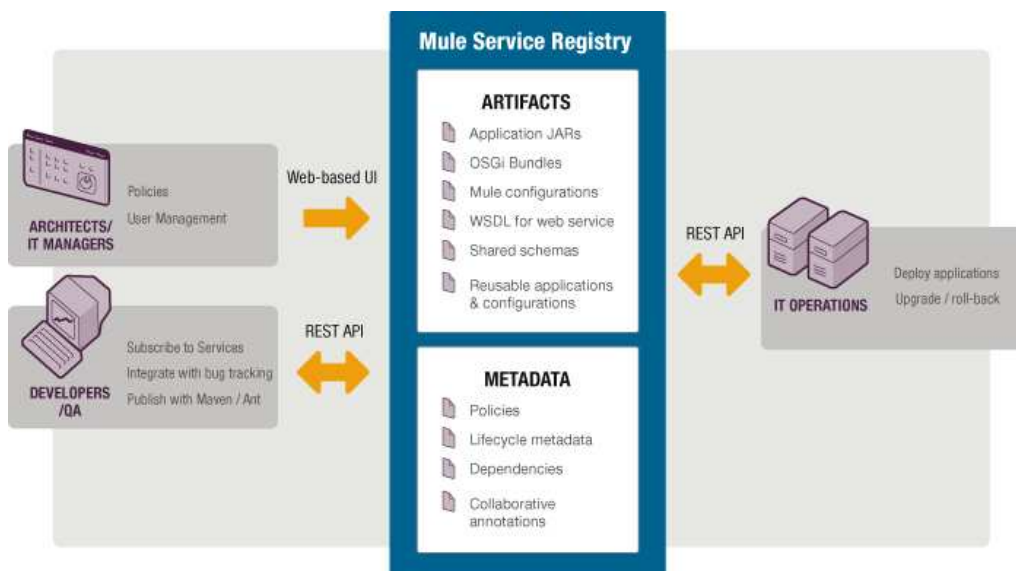 Mule Service Registry
ARTIFACTS
Application JARs
OSGi Bundles
Mule configurations
WSDL for web service
Shared schemas
Reusable applications
& configurations
METADATA
Policies
Lifecycle metadata
Dependencies
Collaborative
annotations
Policies
User Management
ARCHITECTS/
IT MANAGERS
Web-based UI
Subscribe to Services
Integrate with bug tracking
Publish with Maven / Ant
DEVELOPERS
/QA
REST API
REST API
IT OPERATIONS
Deploy applications
Upgrade / roll-back